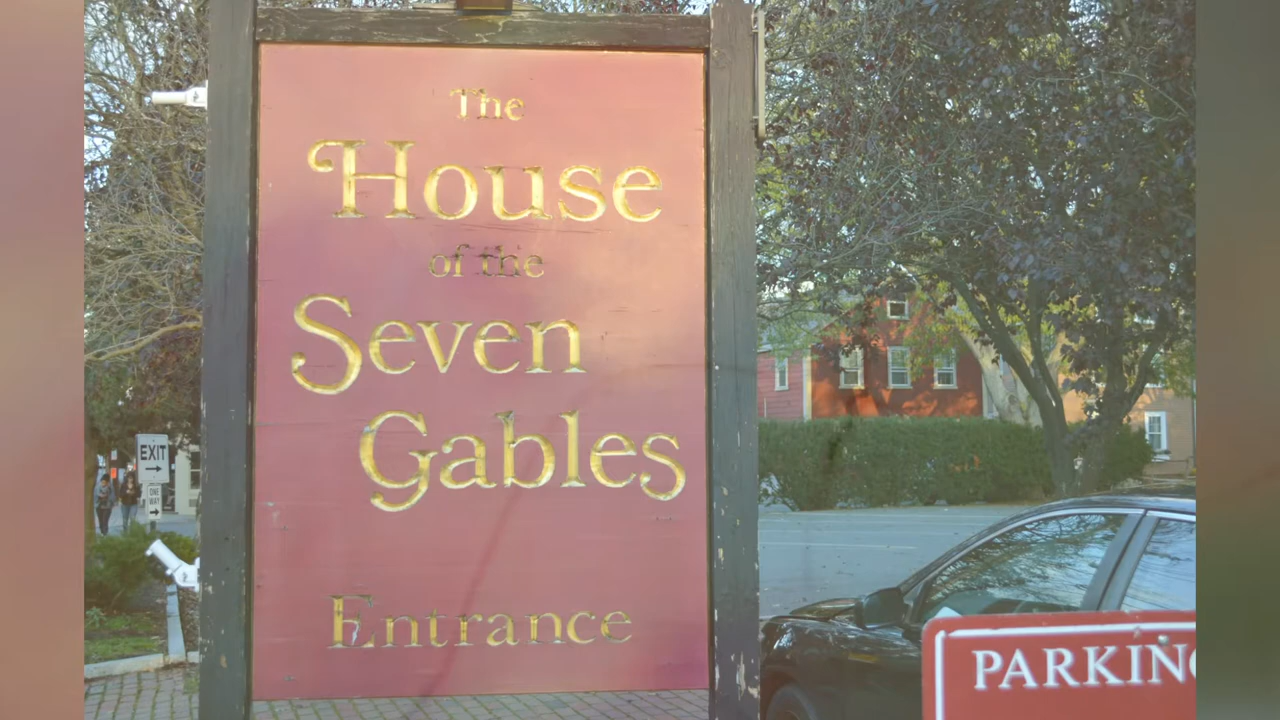 The
House
of the
Seven
Gables
Entrance
EXIT
ONE
WAY
PARKING